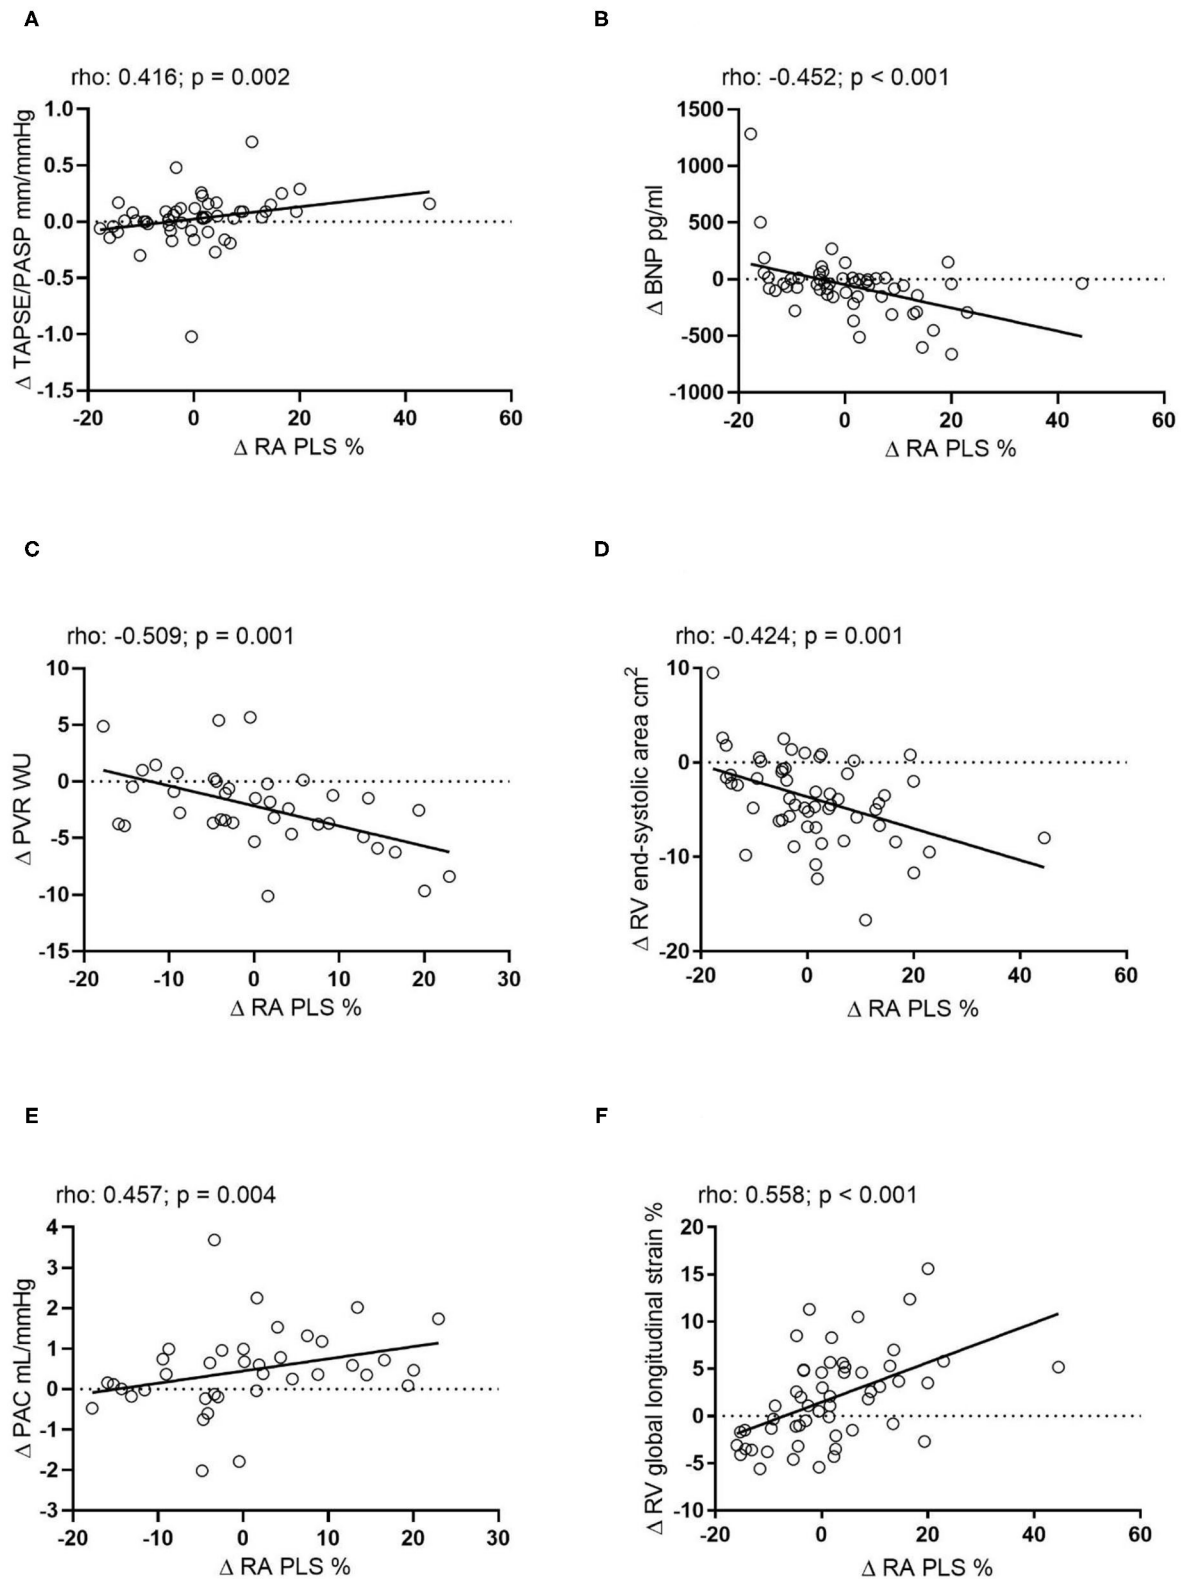 A
rho: 0.416; p = 0.002
Δ TAPSE/PASP mm/mmHg
1.0
0.5
0.0
-0.5
-1.0
-1.5
-20 0 20 40 60
Δ RA PLS %
B
rho: -0.452; p < 0.001
Δ BNP pg/ml
1500
1000
500
0
-500
-1000
-20 0 20 40 60
Δ RA PLS %
C
rho: -0.509; p = 0.001
Δ PVR WU
10
5
0
-5
-10
-15
-20 -10 0 10 20 30
Δ RA PLS %
D
rho: -0.424; p = 0.001
Δ RV end-systolic area cm²
10
0
-10
-20
-20 0 20 40 60
Δ RA PLS %
E
rho: 0.457; p = 0.004
Δ PAC mL/mmHg
4
3
2
1
0
-1
-2
-3
-20 -10 0 10 20 30
Δ RA PLS %
F
rho: 0.558; p < 0.001
Δ RV global longitudinal strain %
20
15
10
5
0
-5
-10
-20 0 20 40 60
Δ RA PLS %